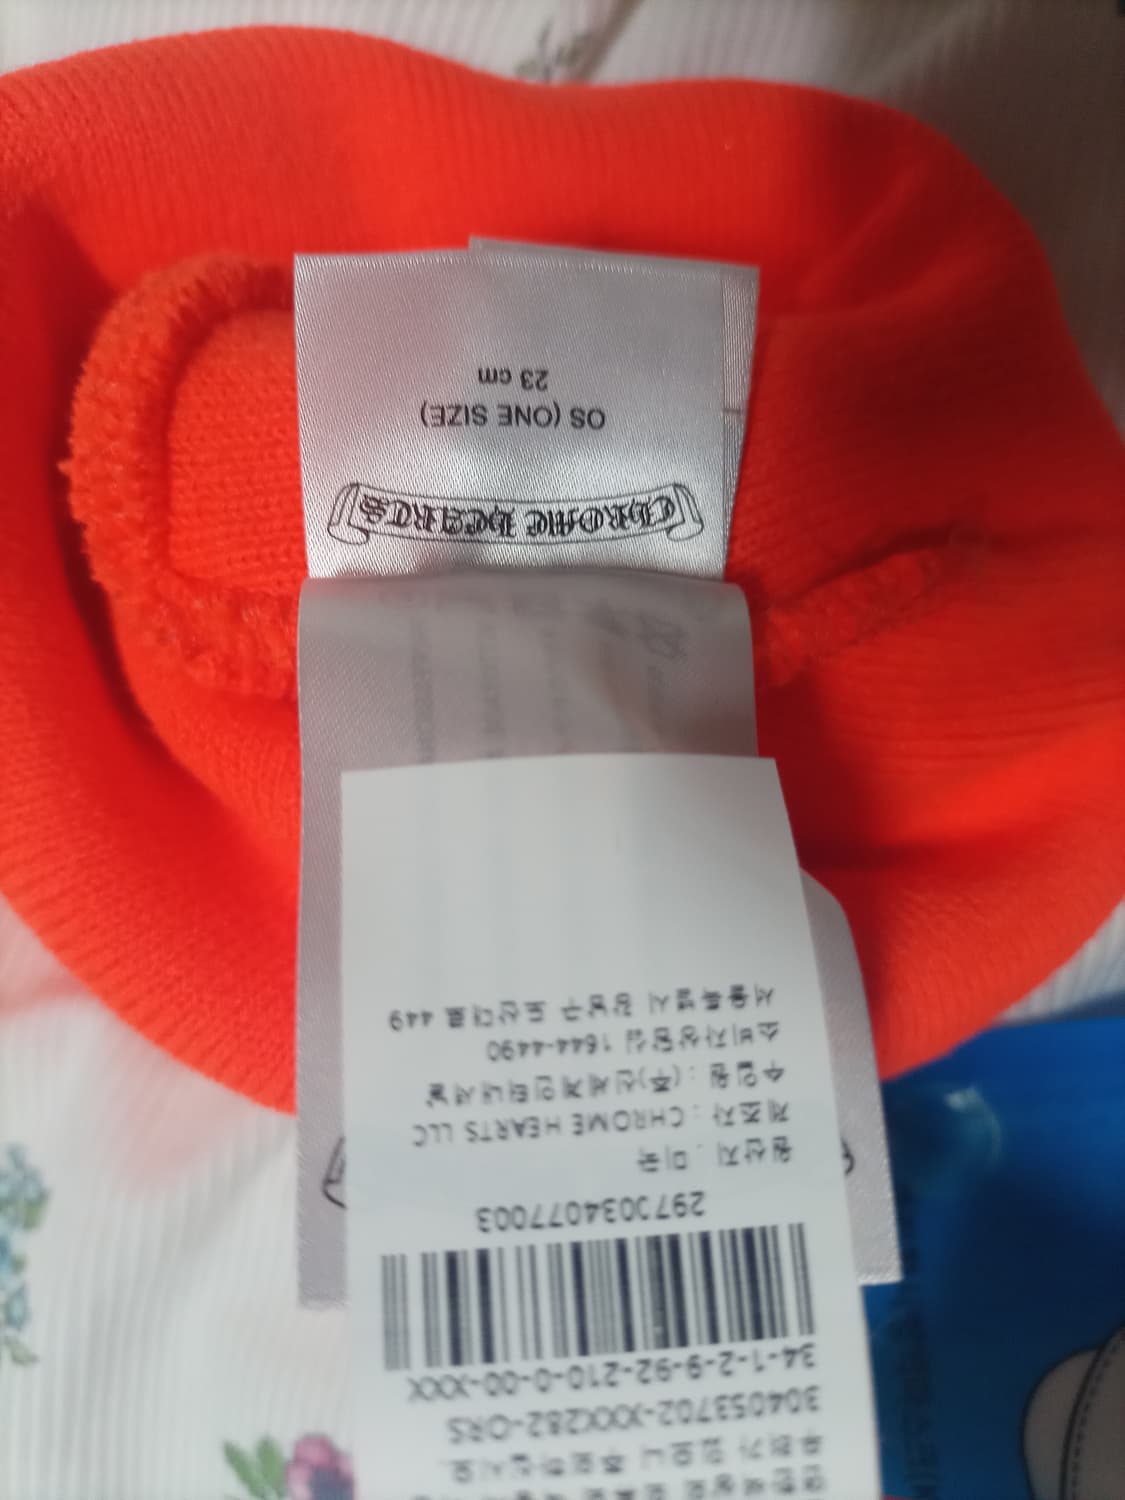 CHROME HEARTS
OS (ONE SIZE)
23 cm
304053702-XXX282-ORS
34-1-2-9-92-210-0-00-XXX
2970034077003
원산지 : 미국
제조자 : CHROME HEARTS LLC
수입원 : (주)신세계인터내셔날
소비자상담실 1644-4490
서울특별시 강남구 도산대로 449